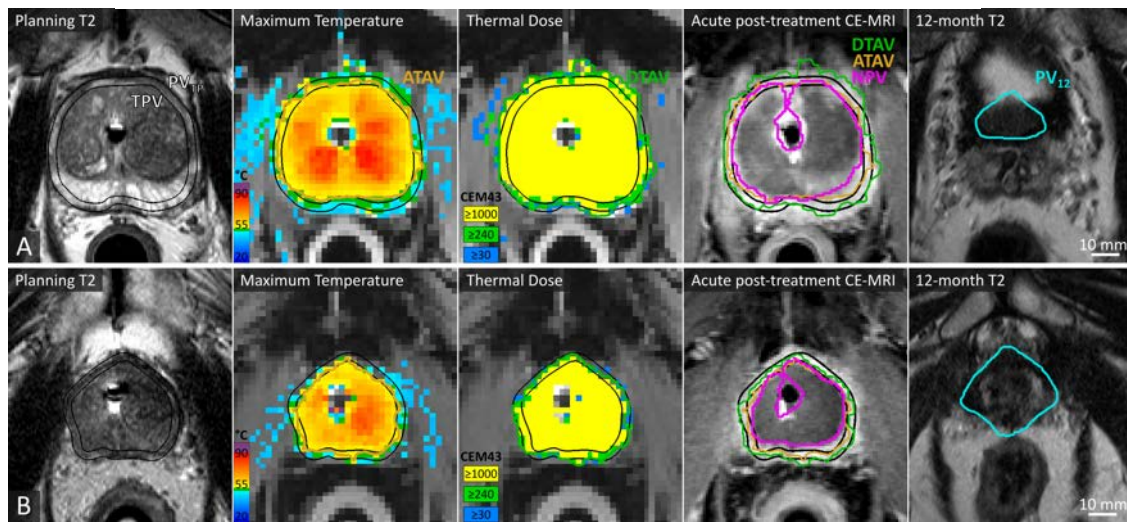 Planning T2
Maximum Temperature
Thermal Dose
Acute post-treatment CE-MRI
12-month T2
PVTP
TPV
ATAV
DTAV
DTAV
ATAV
NPV
PV12
°C
90
55
20
CEM43
≥1000
≥240
≥30
A
10 mm
Planning T2
Maximum Temperature
Thermal Dose
Acute post-treatment CE-MRI
12-month T2
°C
90
55
20
CEM43
≥1000
≥240
≥30
B
10 mm